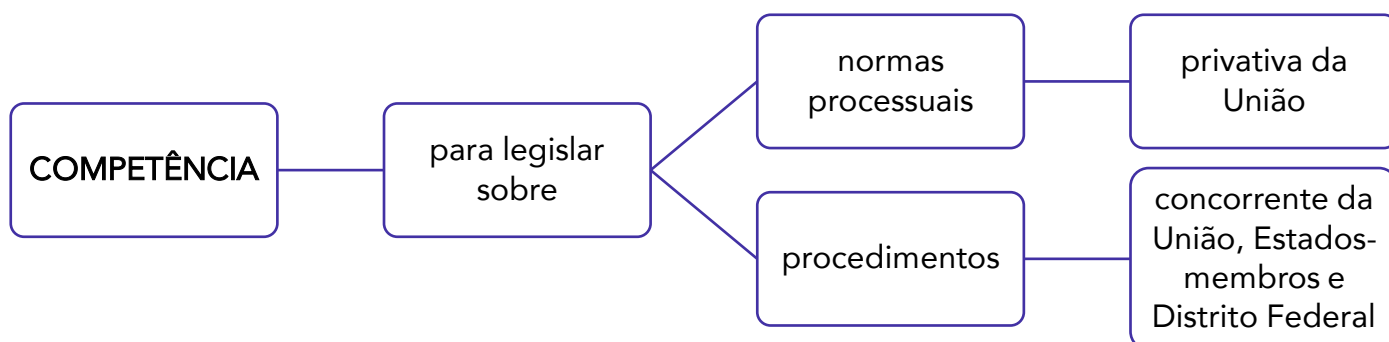 COMPETÊNCIA
para legislar
sobre
normas
processuais
privativa da
União
procedimentos
concorrente da
União, Estados-
membros e
Distrito Federal